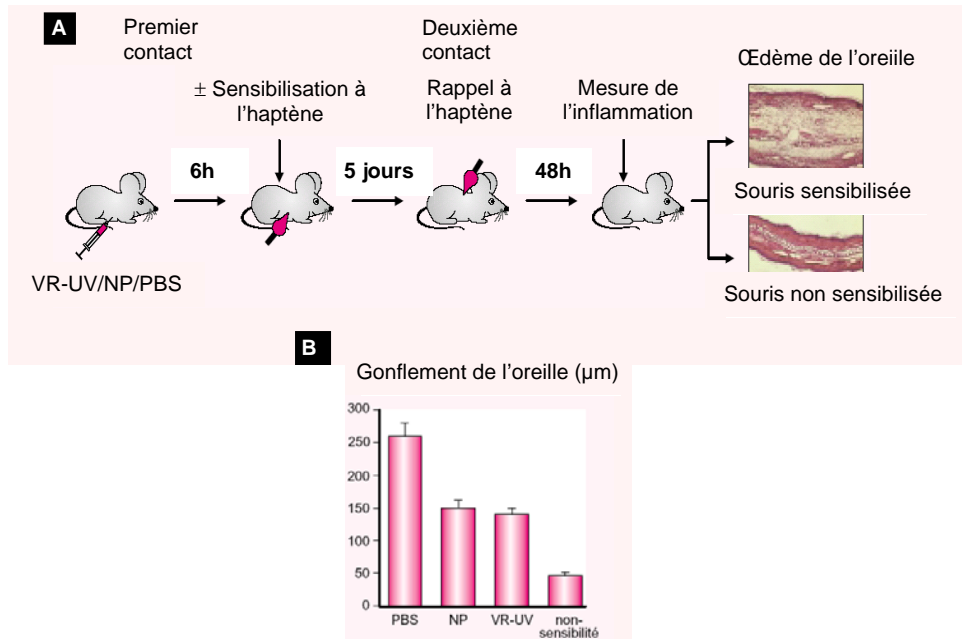 A
Premier
contact
Deuxième
contact
Œdème de l'oreiile
± Sensibilisation à
l'haptène
Rappel à
l'haptène
Mesure de
l'inflammation
6h
5 jours
48h
Souris sensibilisée
VR-UV/NP/PBS
Souris non sensibilisée
B
Gonflement de l'oreille (µm)
300
250
200
150
100
50
0
PBS
NP
VR-UV
non-
sensibilité